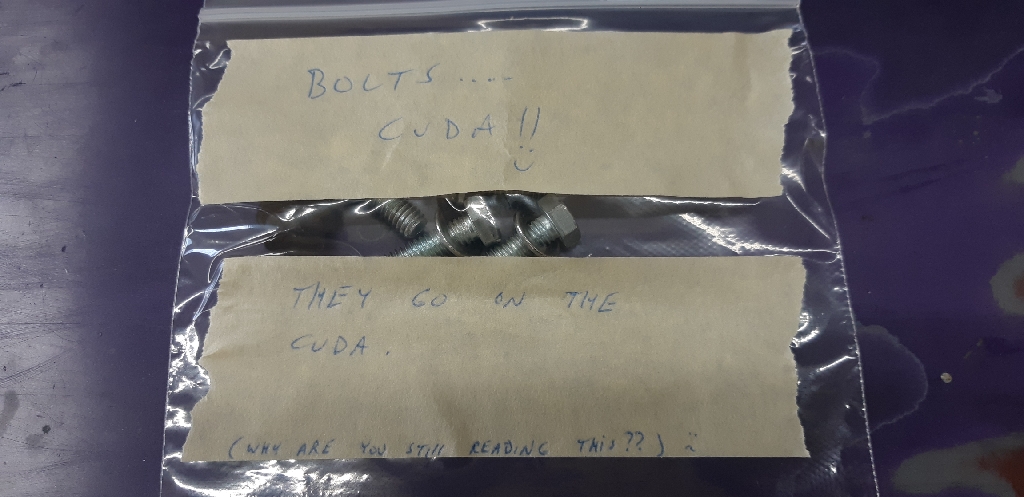 BOLTS.....
CUDA!!
THEY GO ON THE
CUDA.
(WHY ARE YOU STILL READING THIS??)